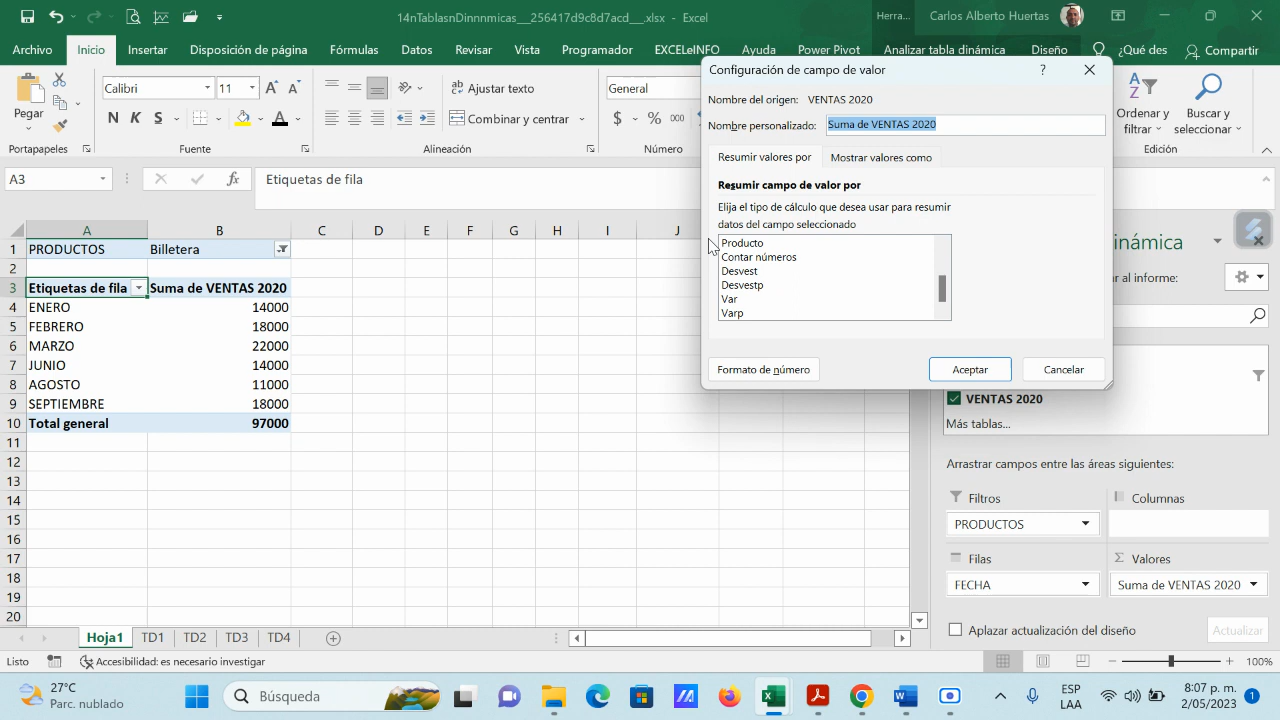 14nTablasnDinnnmicas__256417d9c8d7acd__.xlsx - Excel
Herra... Carlos Alberto Huertas
Archivo Inicio Insertar Disposición de página Fórmulas Datos Revisar Vista Programador EXCELeINFO Ayuda Power Pivot Analizar tabla dinámica Diseño ¿Qué des Compartir
Pegar
Calibri 11
Ajustar texto
General
N K S
Combinar y centrar
$ % 000
Ordenar y filtrar
Buscar y seleccionar
Portapapeles Fuente Alineación Número Edición
A3 fx Etiquetas de fila
A B C D E F G H I J
1 PRODUCTOS Billetera
2
3 Etiquetas de fila Suma de VENTAS 2020
4 ENERO 14000
5 FEBRERO 18000
6 MARZO 22000
7 JUNIO 14000
8 AGOSTO 11000
9 SEPTIEMBRE 18000
10 Total general 97000
11
12
13
14
15
16
17
18
19
20
Configuración de campo de valor ?
Nombre del origen: VENTAS 2020
Nombre personalizado: Suma de VENTAS 2020
Resumir valores por Mostrar valores como
Resumir campo de valor por
Elija el tipo de cálculo que desea usar para resumir
datos del campo seleccionado
Producto
Contar números
Desvest
Desvestp
Var
Varp
Formato de número Aceptar Cancelar
inámica
ar al informe:
VENTAS 2020
Más tablas...
Arrastrar campos entre las áreas siguientes:
Filtros Columnas
PRODUCTOS
Filas Σ Valores
FECHA Suma de VENTAS 2020
Aplazar actualización del diseño Actualizar
Hoja1 TD1 TD2 TD3 TD4
Listo Accesibilidad: es necesario investigar 100%
27°C
Parc. nublado
Búsqueda
ESP
LAA
8:07 p. m.
2/05/2023
1